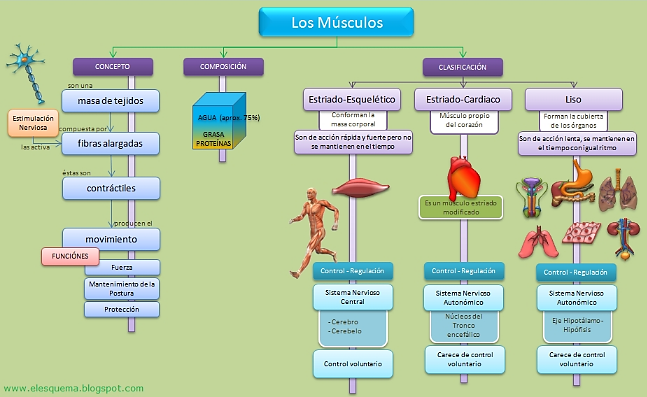 Los Músculos
CONCEPTO
COMPOSICIÓN
CLASIFICACIÓN
son una
masa de tejidos
Estimulación
Nerviosa
las activa
compuesta por
fibras alargadas
éstas son
contráctiles
producen el
movimiento
FUNCIÓNES
Fuerza
Mantenimiento de la
Postura
Protección
AGUA (aprox. 75%)
GRASA
PROTEÍNAS
Estriado-Esquelético
Conforman la
masa corporal
Son de acción rápida y fuerte pero no
se mantienen en el tiempo
Control - Regulación
Sistema Nervioso
Central
- Cerebro
- Cerebelo
Control voluntario
Estriado-Cardiaco
Músculo propio
del corazón
Es un músculo estriado
modificado
Control - Regulación
Sistema Nervioso
Autonómico
Núcleos del
Tronco
encefálico
Carece de control
voluntario
Liso
Forman la cubierta
de los órganos
Son de acción lenta, se mantienen en
el tiempo con igual ritmo
Control - Regulación
Sistema Nervioso
Autonómico
Eje Hipotálamo-
Hipófisis
Carece de control
voluntario
www.elesquema.blogspot.com